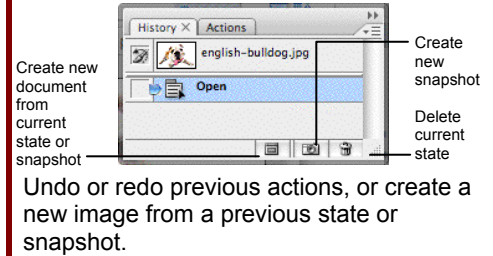 History × Actions
english-bulldog.jpg
Open
Create new
document
from
current
state or
snapshot
Create
new
snapshot
Delete
current
state
Undo or redo previous actions, or create a
new image from a previous state or
snapshot.